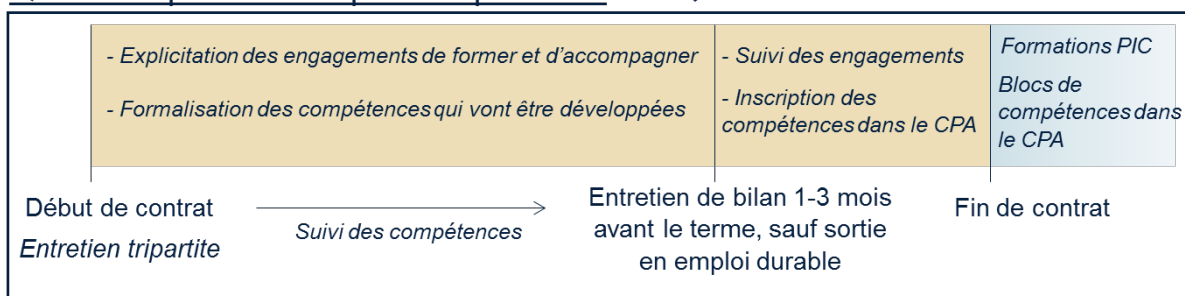 - Explicitation des engagements de former et d'accompagner
- Formalisation des compétences qui vont être développées
- Suivi des engagements
- Inscription des
compétences dans le CPA
Formations PIC
Blocs de
compétences dans
le CPA
Début de contrat
Entretien tripartite
Suivi des compétences
Entretien de bilan 1-3 mois
avant le terme, sauf sortie
en emploi durable
Fin de contrat